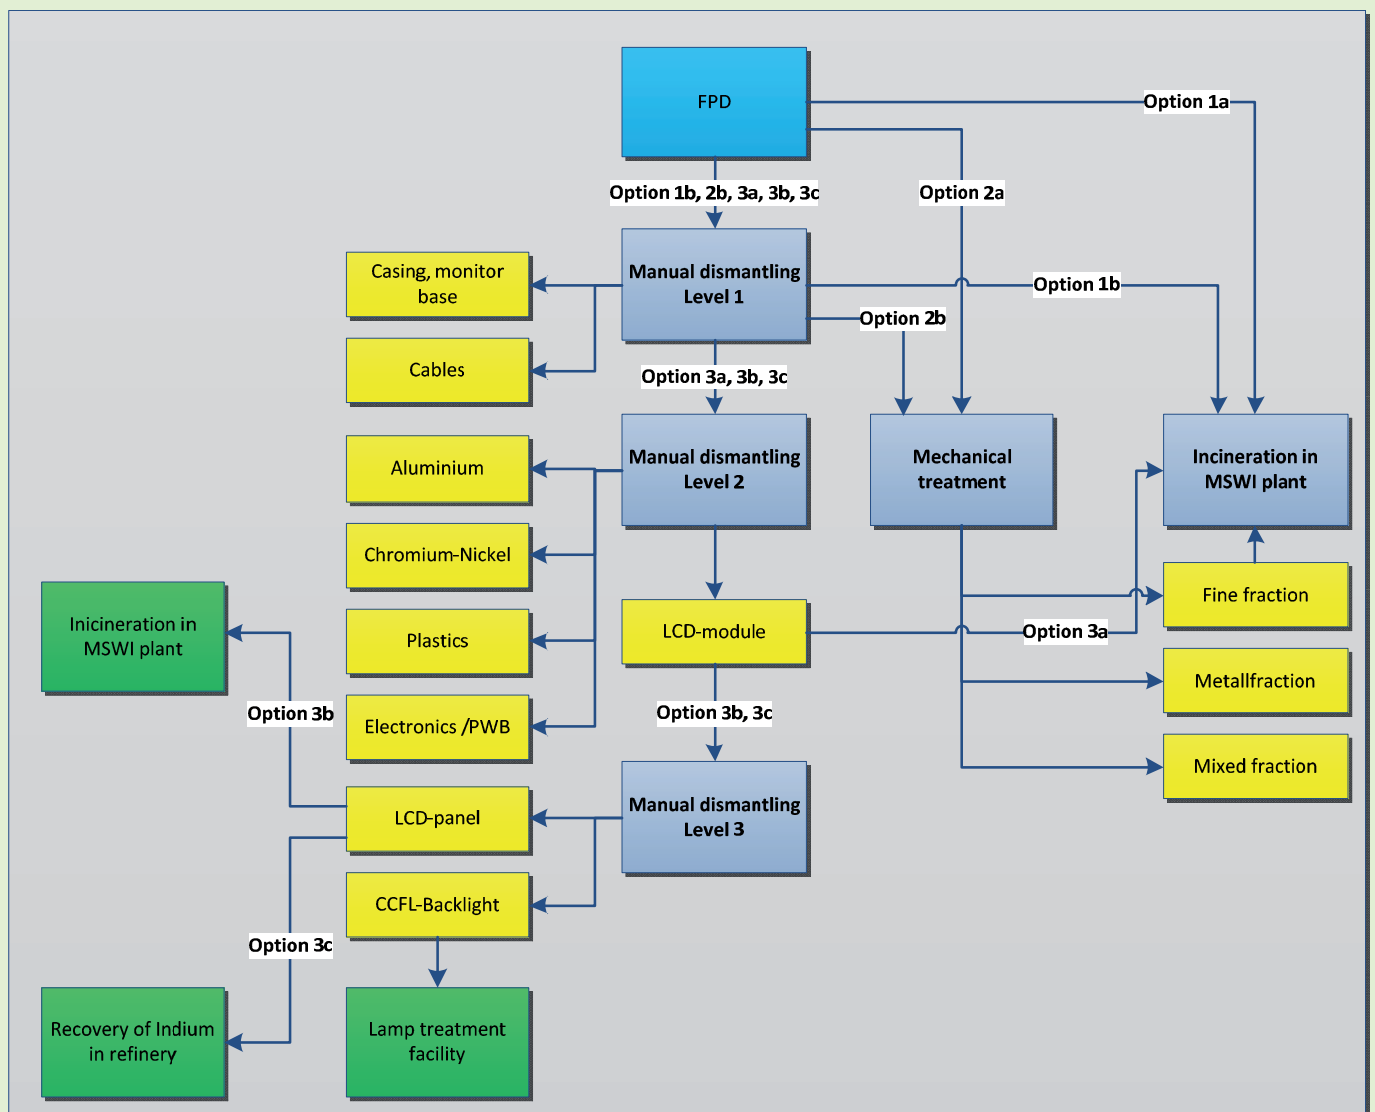 FPD
Option 1a
Option 1b, 2b, 3a, 3b, 3c
Option 2a
Manual dismantling
Level 1
Casing, monitor
base
Option 1b
Option 2b
Cables
Option 3a, 3b, 3c
Manual dismantling
Level 2
Mechanical
treatment
Incineration in
MSWI plant
Aluminium
Chromium-Nickel
Plastics
Electronics /PWB
LCD-module
Option 3a
Fine fraction
Metallfraction
Mixed fraction
Inicineration in
MSWI plant
Option 3b
Option 3b, 3c
Manual dismantling
Level 3
LCD-panel
CCFL-Backlight
Option 3c
Recovery of Indium
in refinery
Lamp treatment
facility